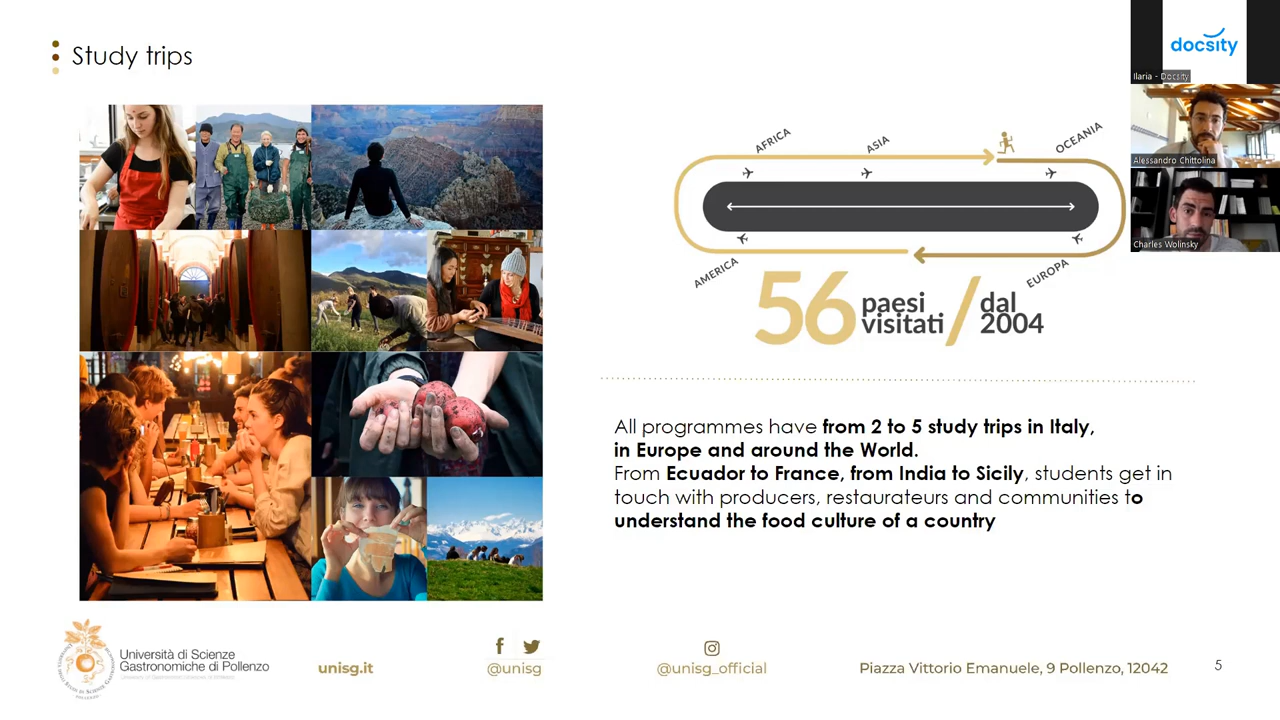 Study trips
docsity
Ilaria - Docsity
Alessandro Chittolina
Charles Wolinsky
AFRICA
ASIA
OCEANIA
AMERICA
EUROPA
56 paesi visitati / dal 2004
All programmes have from 2 to 5 study trips in Italy,
in Europe and around the World.
From Ecuador to France, from India to Sicily, students get in
touch with producers, restaurateurs and communities to
understand the food culture of a country
Università di Scienze
Gastronomiche di Pollenzo
unisg.it
@unisg
@unisg_official
Piazza Vittorio Emanuele, 9 Pollenzo, 12042
5